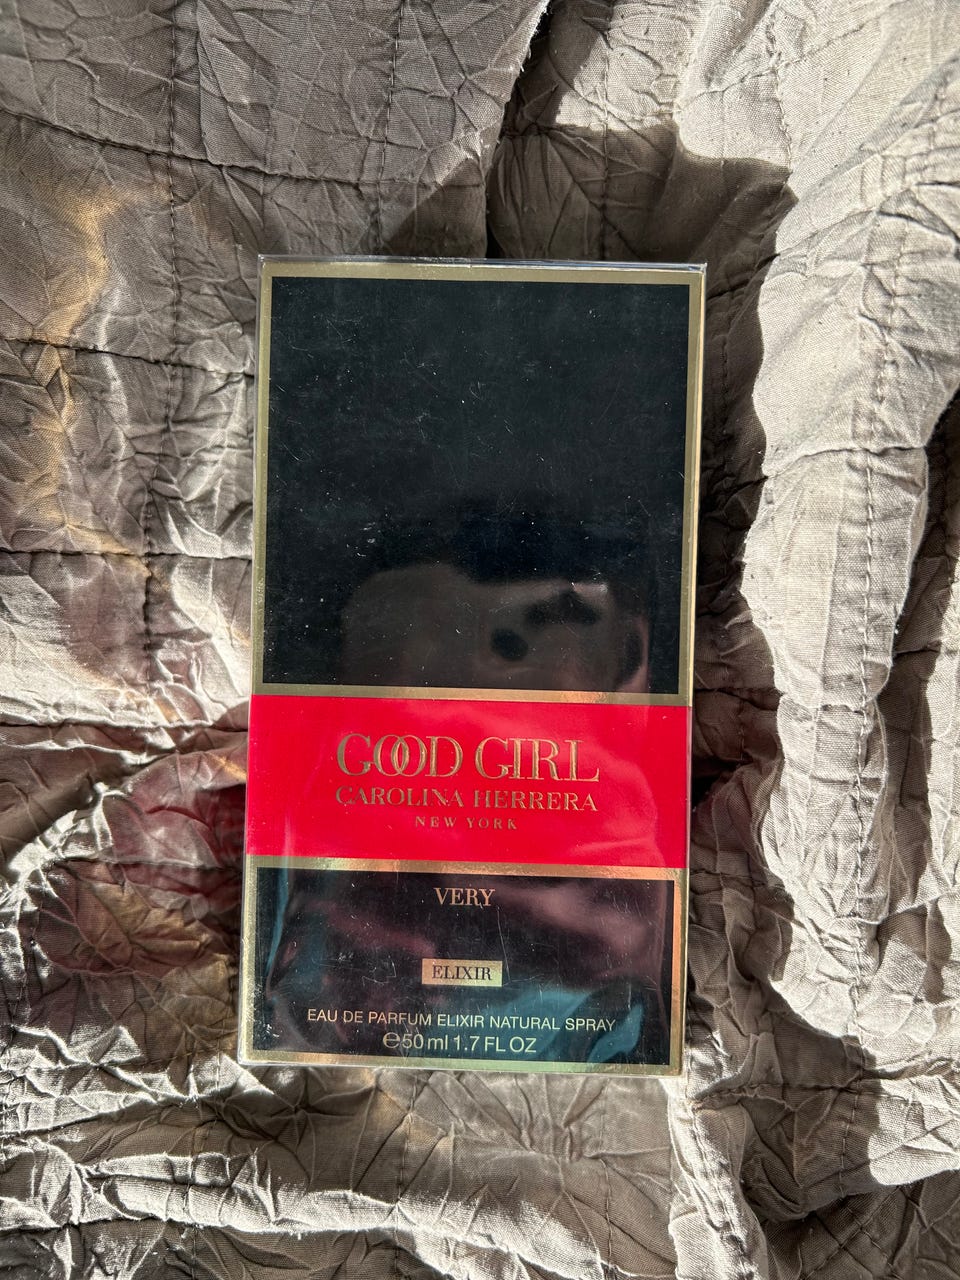 GOOD GIRL
CAROLINA HERRERA
NEW YORK
VERY
ELIXIR
EAU DE PARFUM ELIXIR NATURAL SPRAY
℮50 ml 1.7 FL OZ